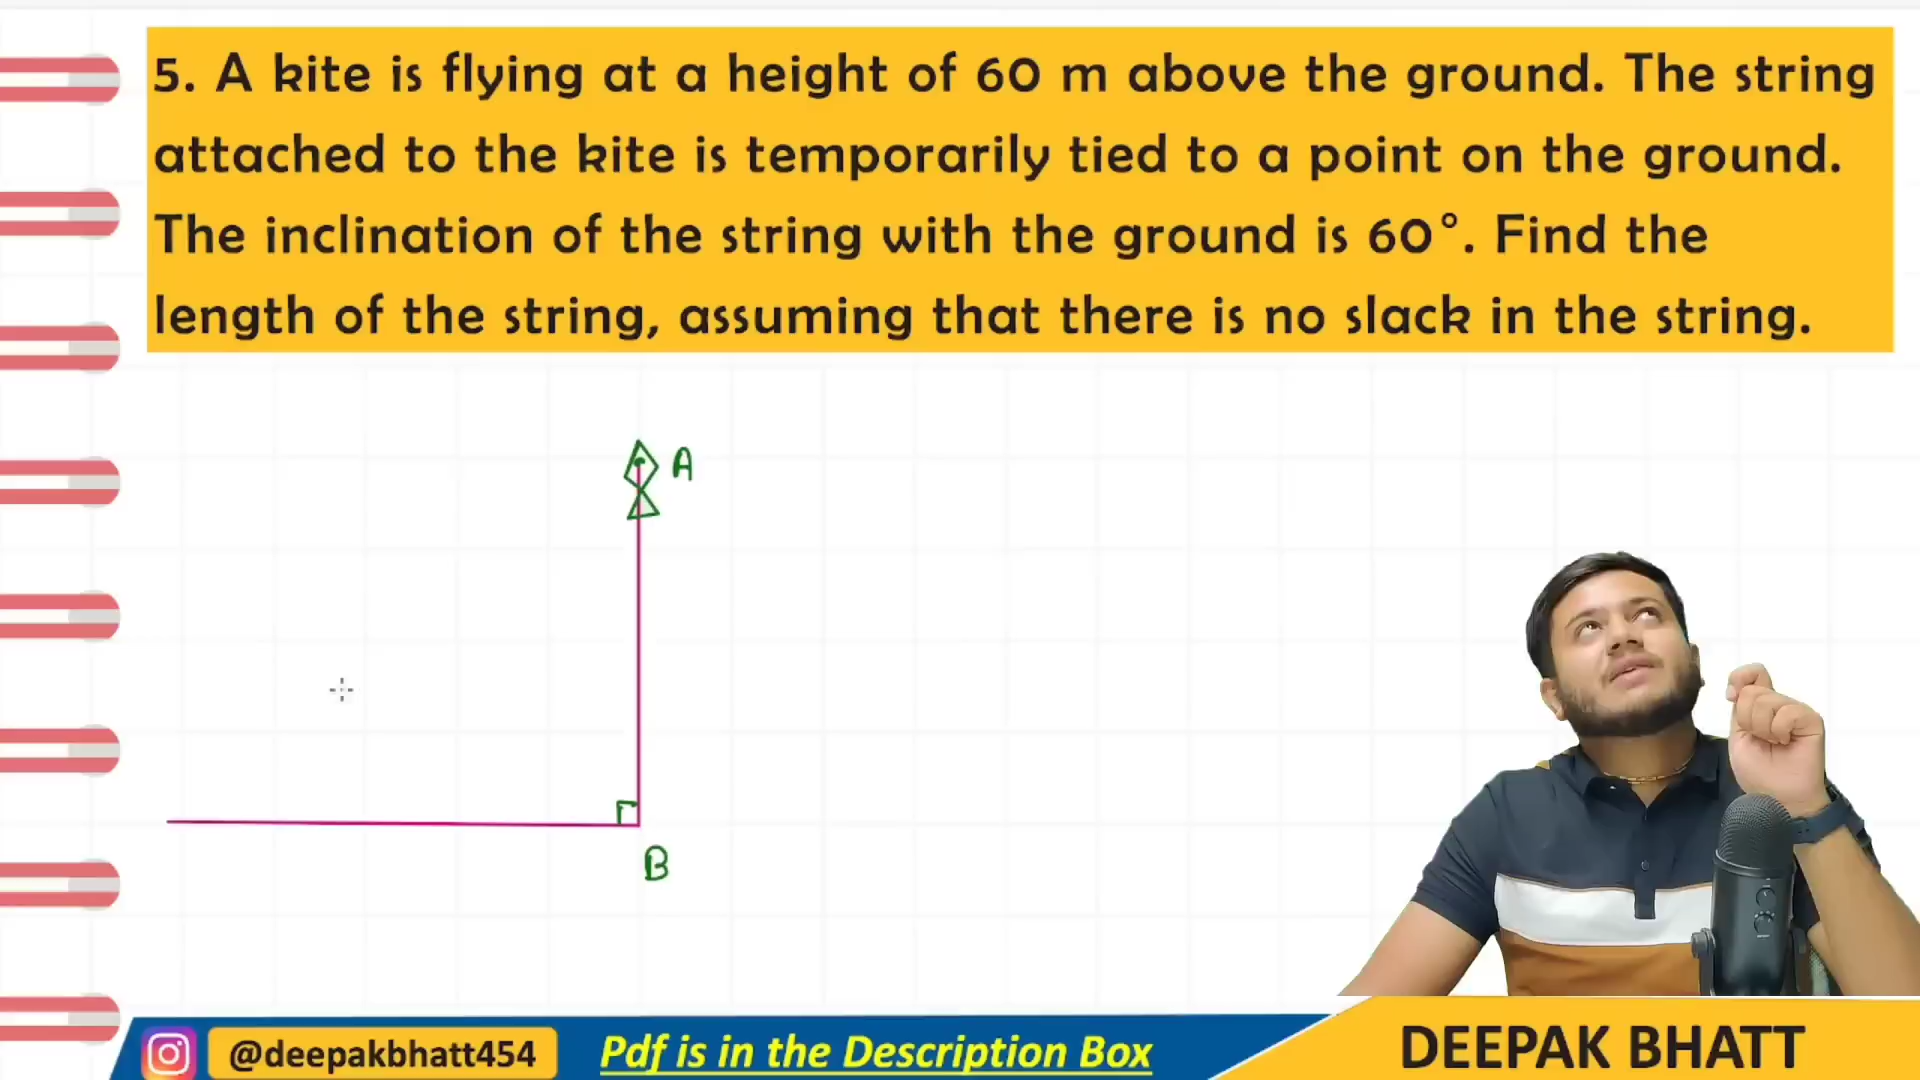 5. A kite is flying at a height of 60 m above the ground. The string
attached to the kite is temporarily tied to a point on the ground.
The inclination of the string with the ground is 60°. Find the
length of the string, assuming that there is no slack in the string.
A
B
@deepakbhatt454
Pdf is in the Description Box
DEEPAK BHATT